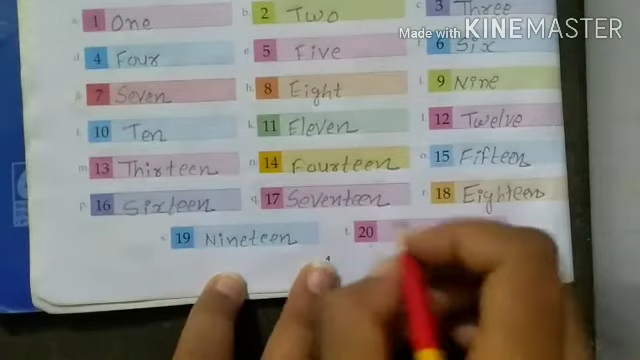 Made with KINEMASTER
a. 1 One b. 2 Two c. 3 Three
d. 4 Four e. 5 Five f. 6 Six
g. 7 Seven h. 8 Eight i. 9 Nine
j. 10 Ten k. 11 Eleven l. 12 Twelve
m. 13 Thirteen n. 14 Fourteen o. 15 Fifteen
p. 16 Sixteen q. 17 Seventeen r. 18 Eighteen
s. 19 Nineteen t. 20
4